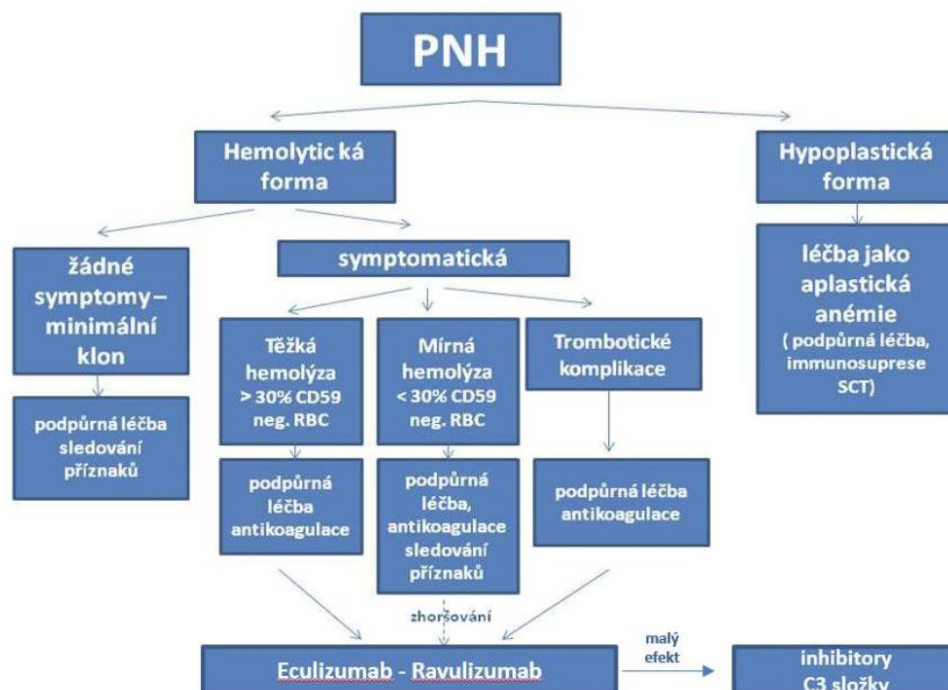 PNH
Hemolytic ká
forma
Hypoplastická
forma
žádné
symptomy–
minimální
klon
symptomatická
léčba jako
aplastická
anémie
( podpůrná léčba,
immunosuprese
SCT)
Těžká
hemolýza
> 30% CD59
neg. RBC
Mírná
hemolýza
< 30% CD59
neg. RBC
Trombotické
komplikace
podpůrná léčba
sledování
příznaků
podpůrná
léčba
antikoagulace
podpůrná
léčba,
antikoagulace
sledování
příznaků
podpůrná léčba
antikoagulace
zhoršování
Eculizumab - Ravulizumab
malý
efekt
inhibitory
C3 složky